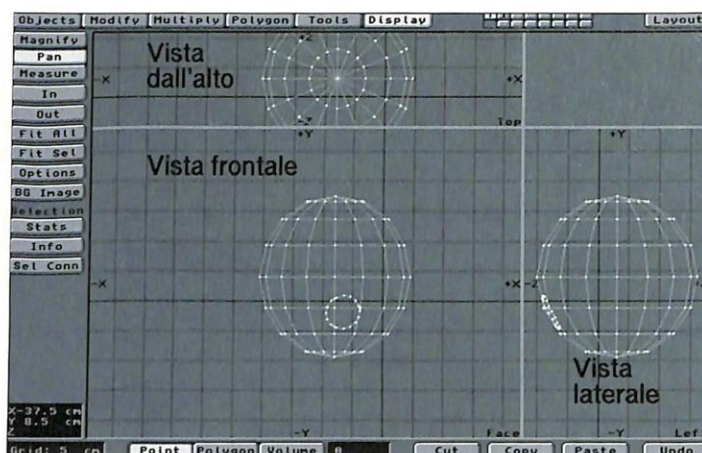 Objects Modify Multiply Polygon Tools Display Layout
Magnify
Pan
Measure
In
Out
Fit All
Fit Sel
Options
BG Image
Selection
Stats
Info
Sel Conn
Vista
dall'alto
+Z
-X
+X
-Z
Top
+Y
Vista frontale
-X
+X
-Y
Face
+Y
-Z
Vista
laterale
-Y
Lef
X-37.5 cm
Y 8.5 cm
Z
Grid: 5 cm Point Polygon Volume 0 Cut Copy Paste Undo